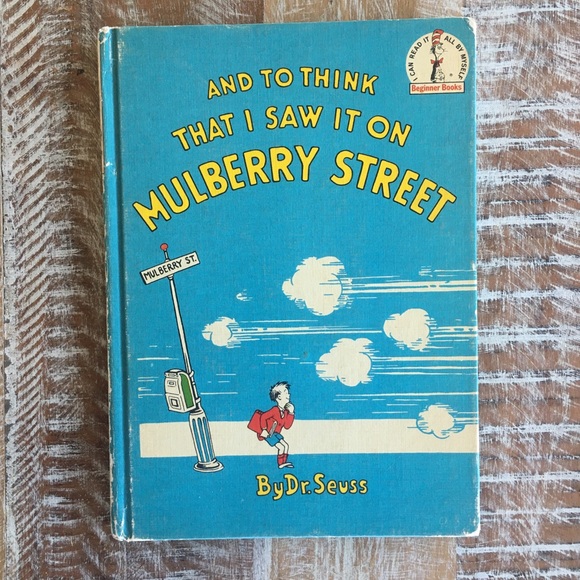 I CAN READ IT ALL BY MYSELF
Beginner Books
AND TO THINK
THAT I SAW IT ON
MULBERRY STREET
MULBERRY ST.
By Dr. Seuss